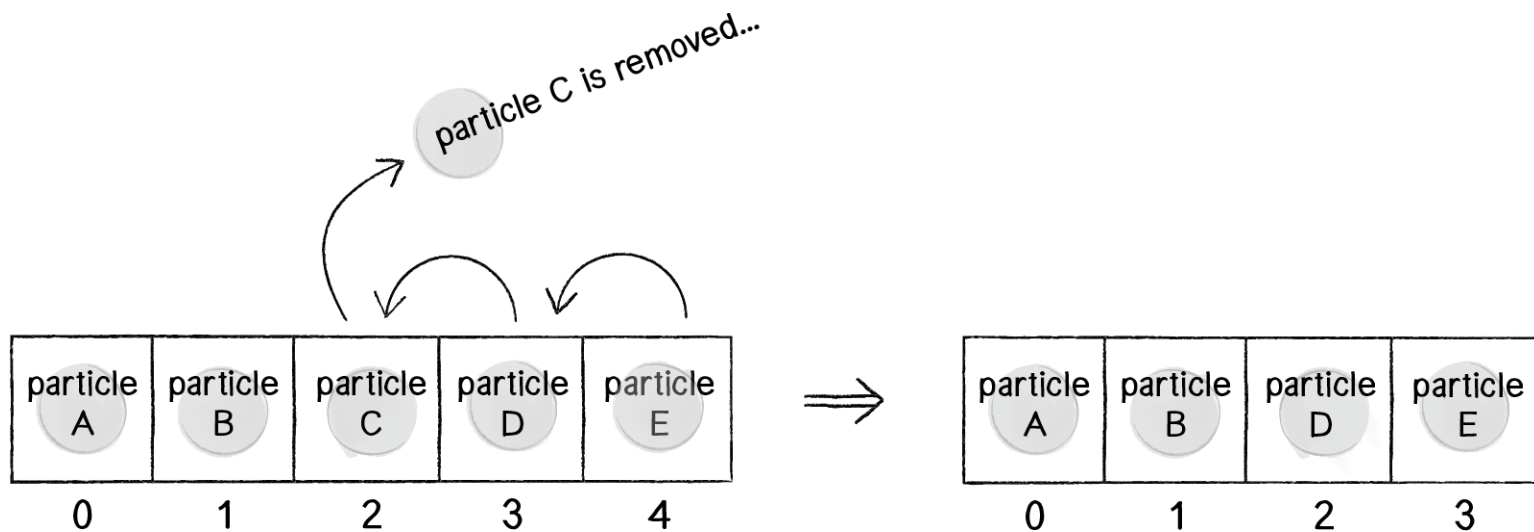 particle C is removed...
particle A
particle B
particle C
particle D
particle E
0 1 2 3 4
particle A
particle B
particle D
particle E
0 1 2 3